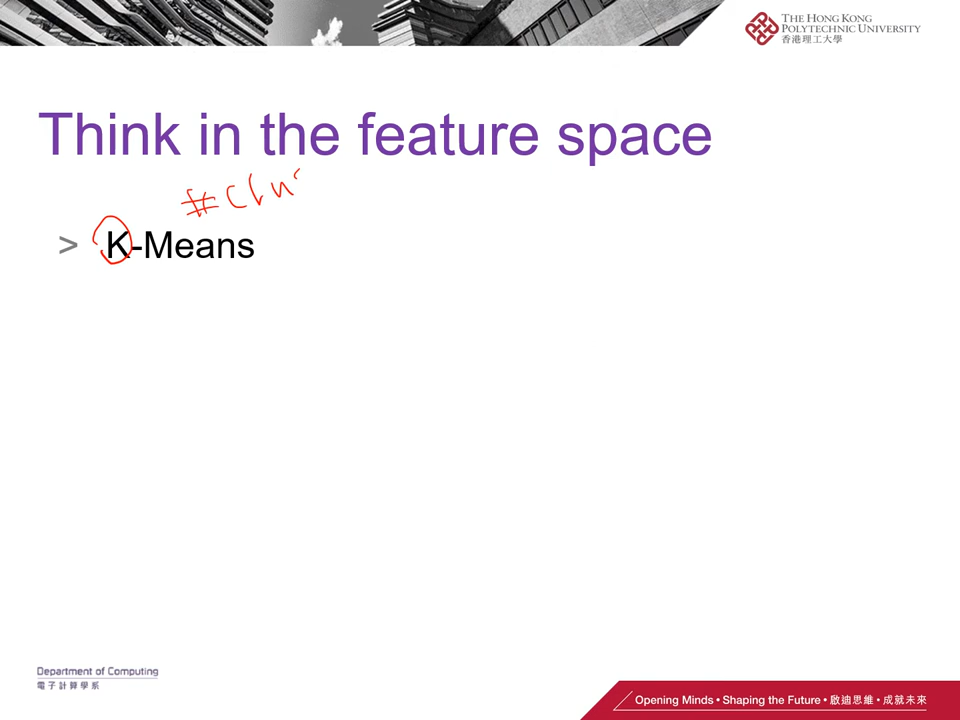 THE HONG KONG
POLYTECHNIC UNIVERSITY
香港理工大學
Think in the feature space
> K-Means
Department of Computing
電子計算學系
Opening Minds • Shaping the Future • 啟迪思維 • 成就未來